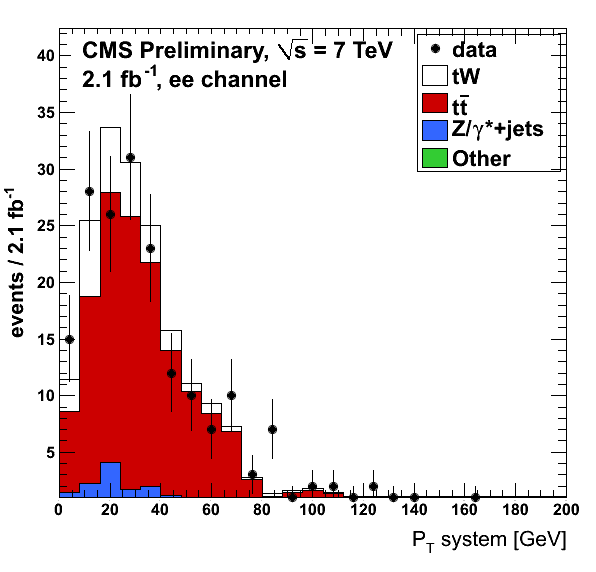 CMS Preliminary, √s = 7 TeV
2.1 fb⁻¹, ee channel
data
tW
tt̄
Z/γ*+jets
Other
events / 2.1 fb⁻¹
40
35
30
25
20
15
10
5
0 20 40 60 80 100 120 140 160 180 200
P_T system [GeV]